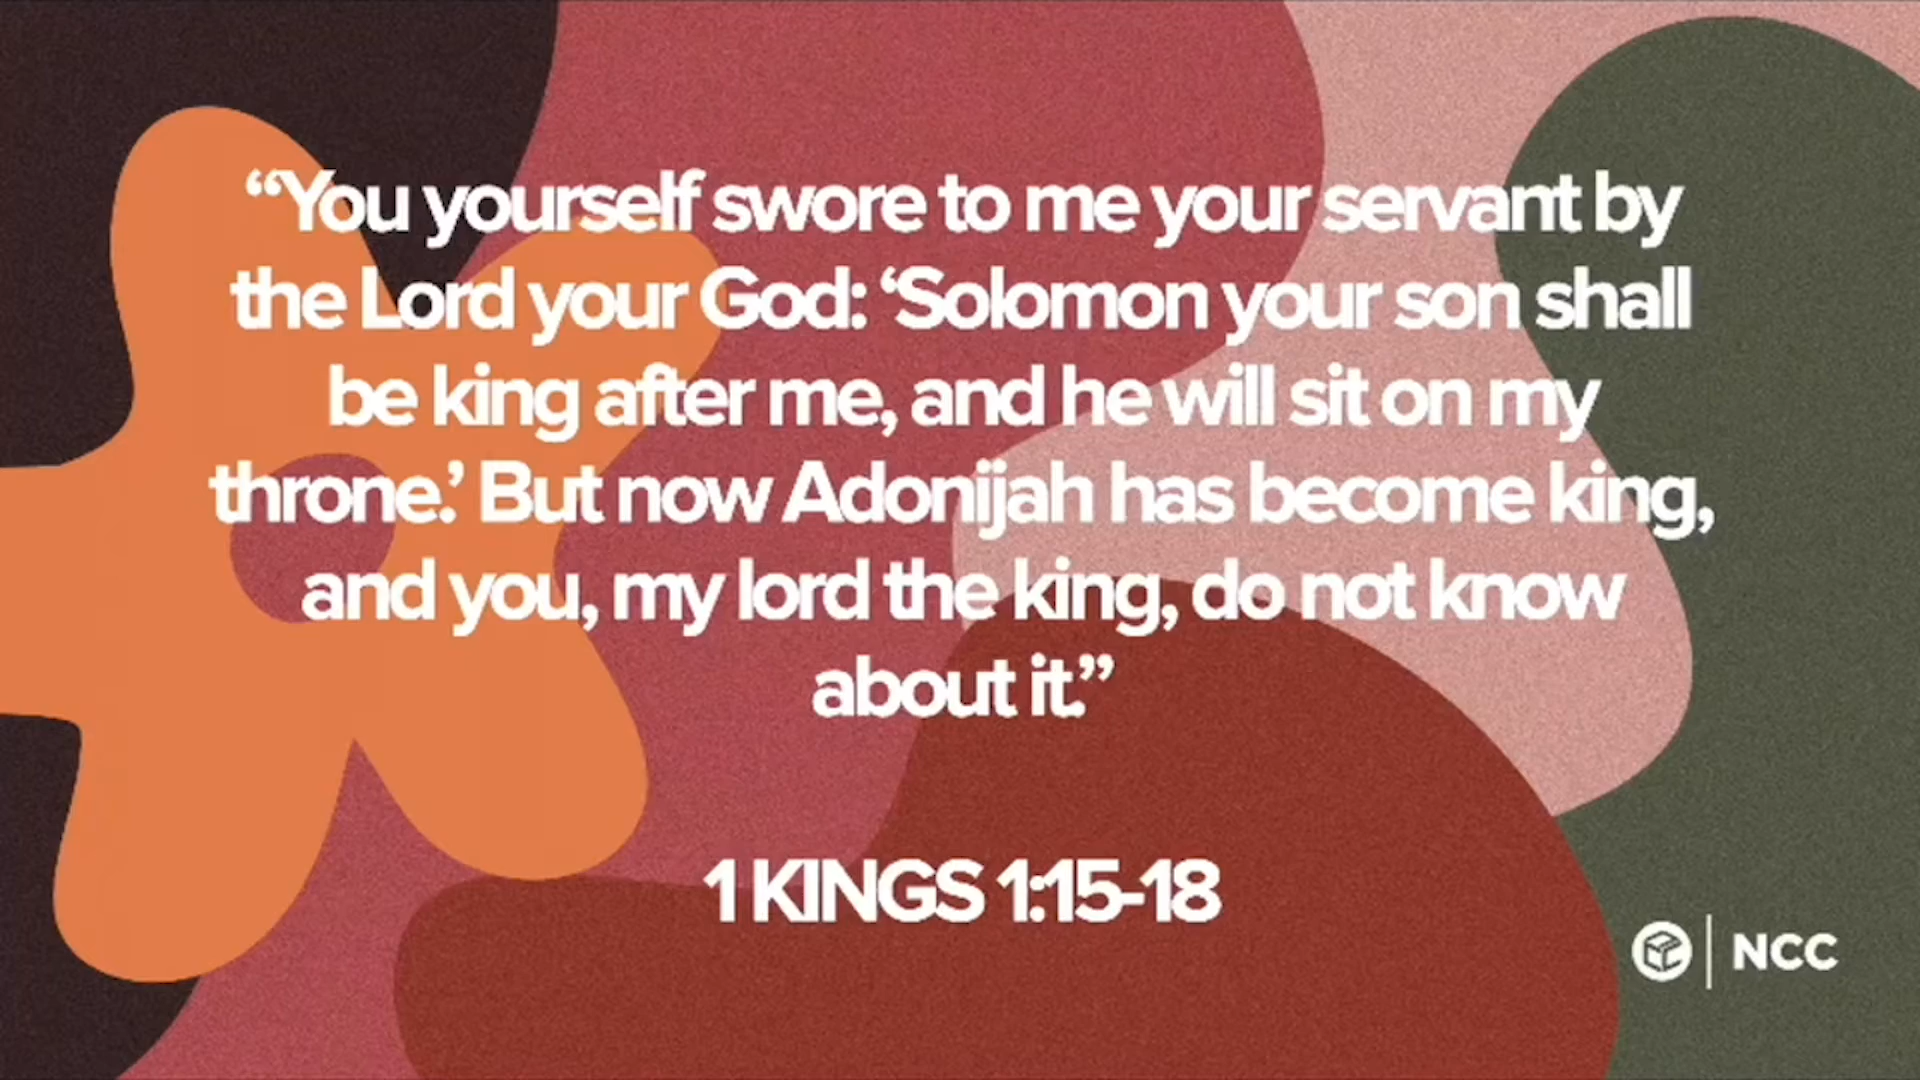 “You yourself swore to me your servant by
the Lord your God: ‘Solomon your son shall
be king after me, and he will sit on my
throne.’ But now Adonijah has become king,
and you, my lord the king, do not know
about it.”
1 KINGS 1:15-18
NCC